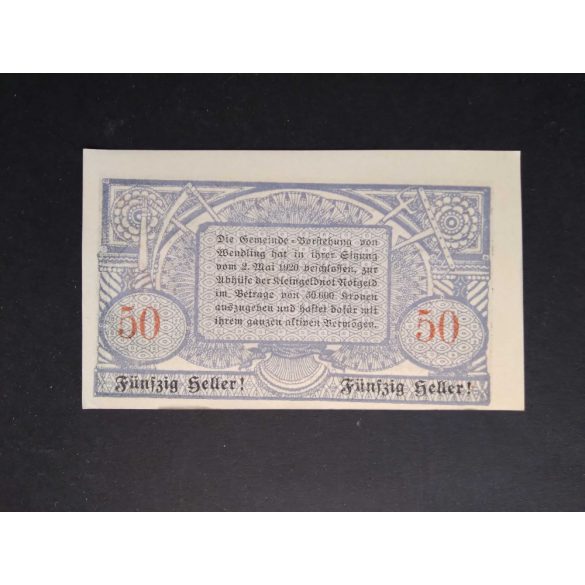 Die Gemeinde-Vorstehung von
Wendling hat in ihrer Sitzung
vom 2. Mai 1920 beschlossen, zur
Abhilfe der Kleingeldnot Notgeld
im Betrage von 30.000 Kronen
auszugeben und haftet dafür mit
ihrem ganzen aktiven Vermögen.
50
50
Fünfzig Heller!
Fünfzig Heller!